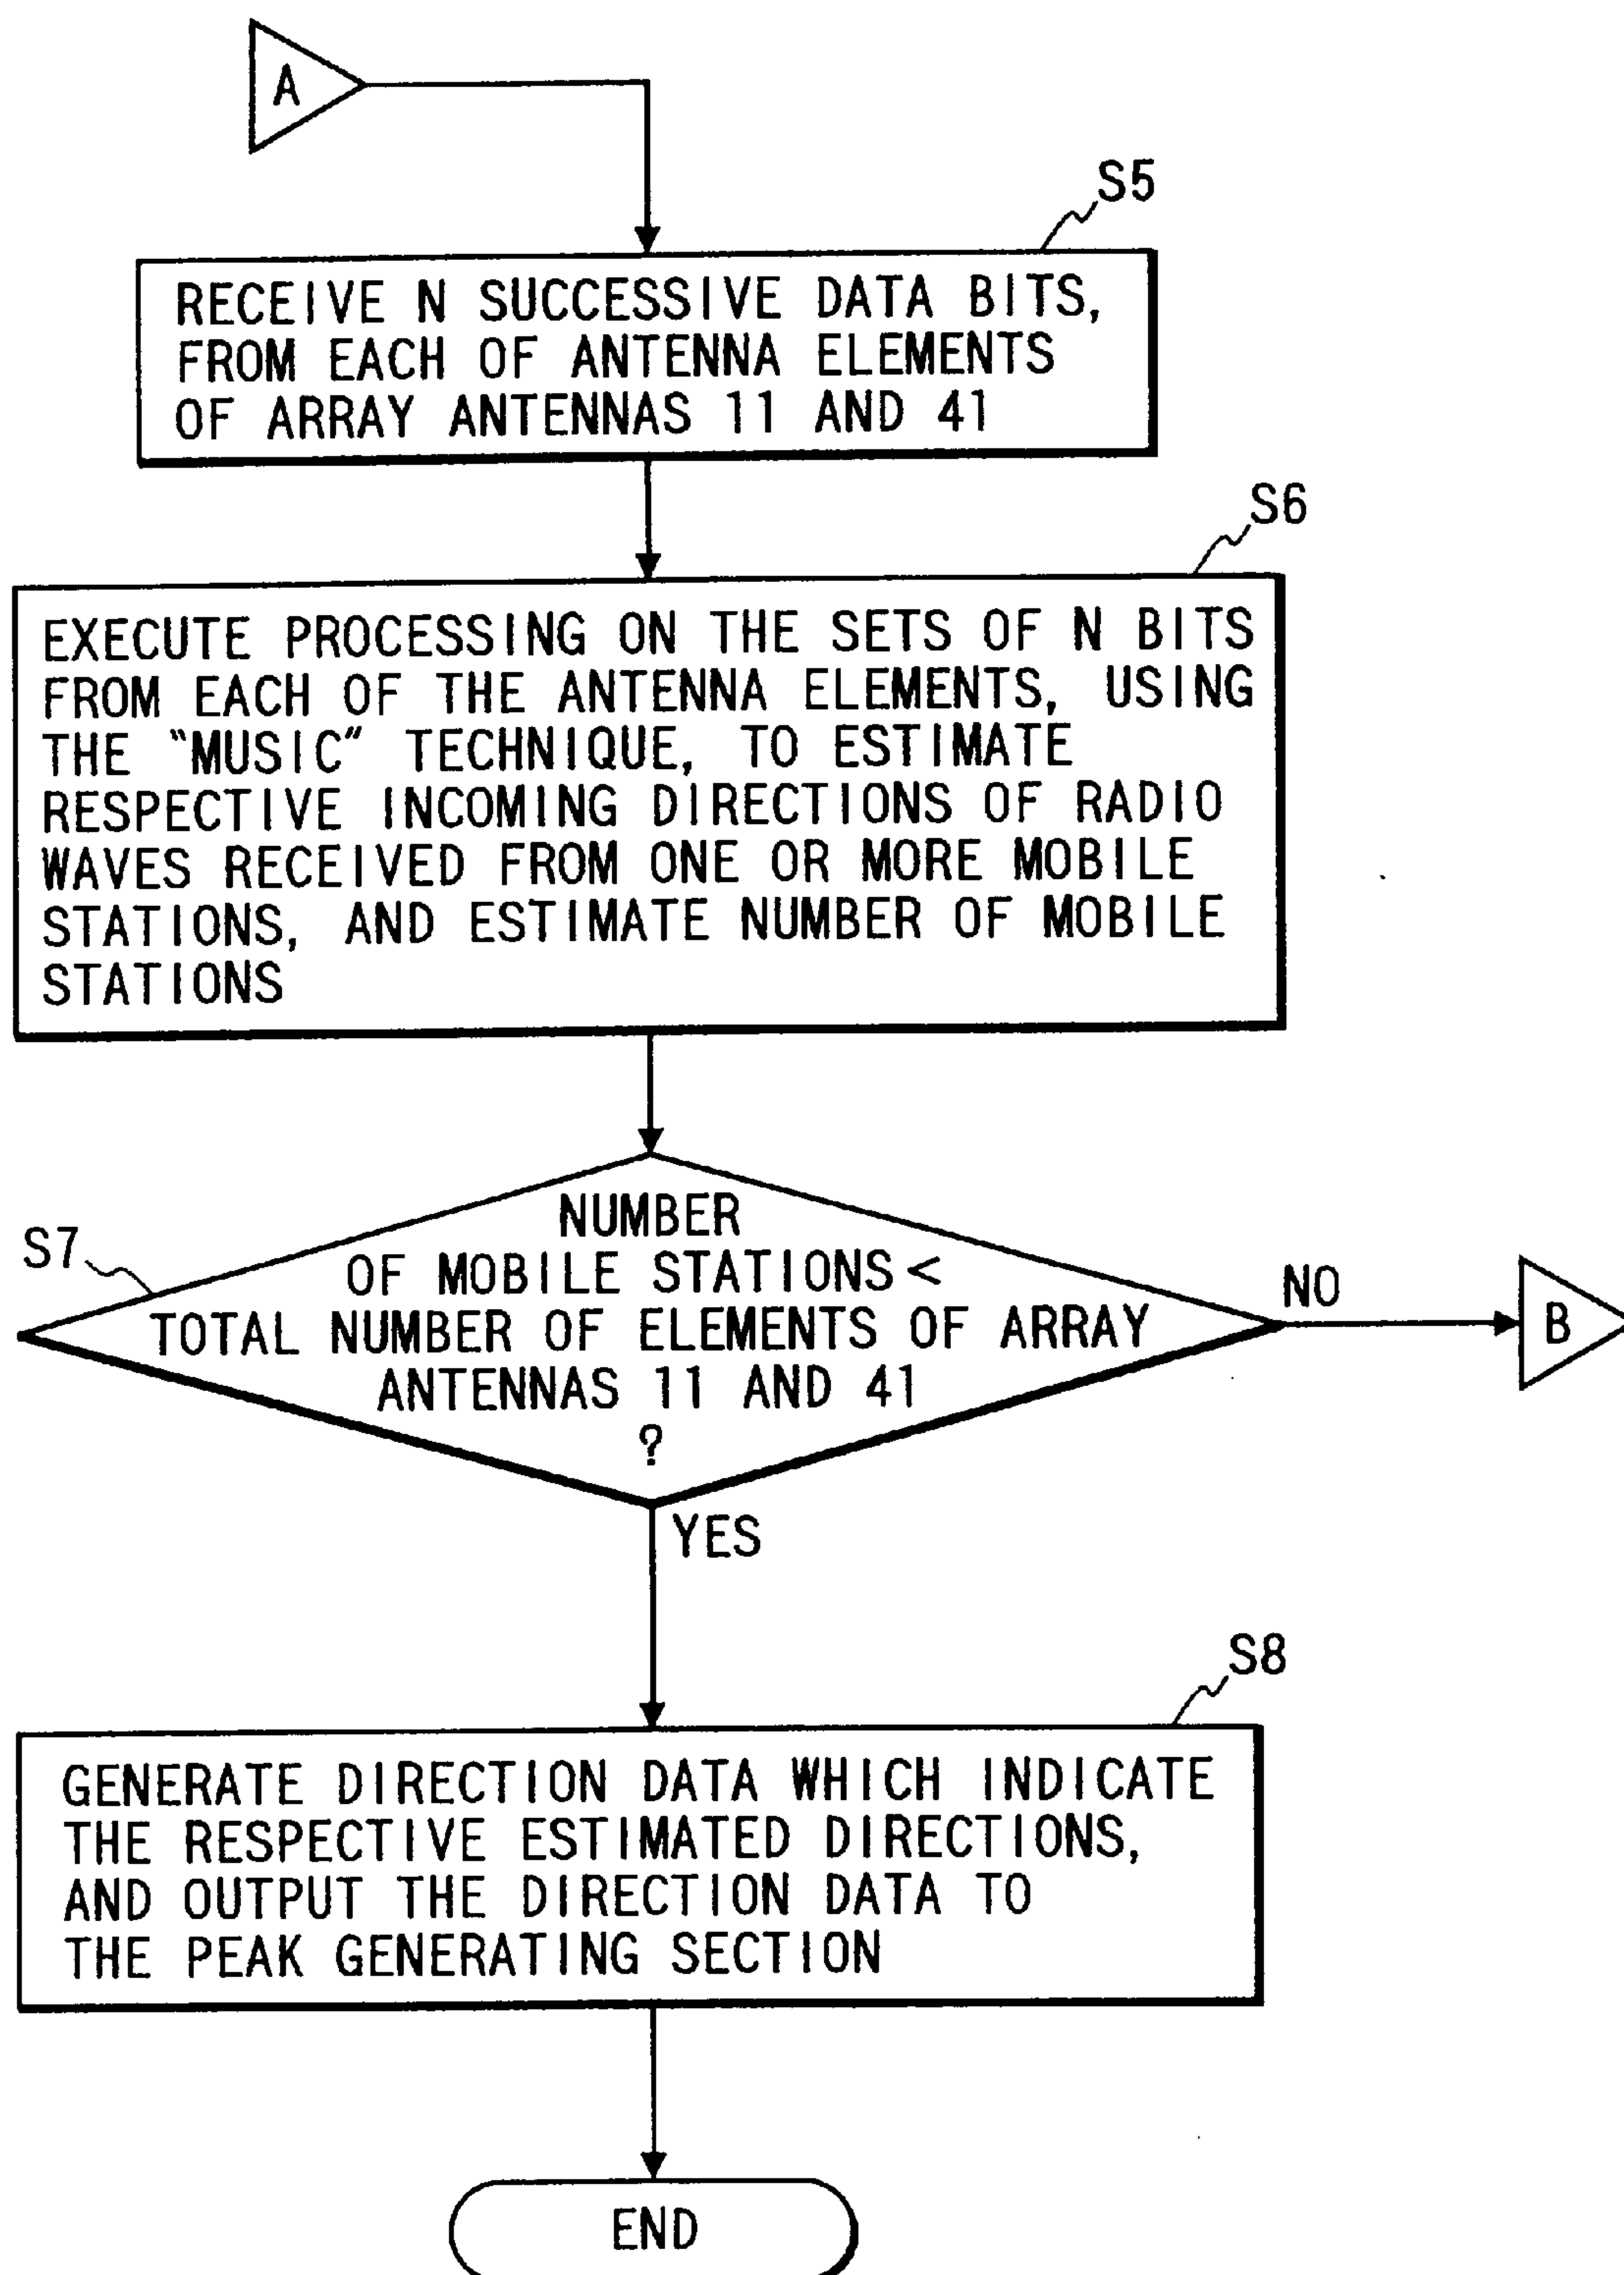 A
S5
RECEIVE N SUCCESSIVE DATA BITS,
FROM EACH OF ANTENNA ELEMENTS
OF ARRAY ANTENNAS 11 AND 41
S6
EXECUTE PROCESSING ON THE SETS OF N BITS
FROM EACH OF THE ANTENNA ELEMENTS, USING
THE "MUSIC" TECHNIQUE, TO ESTIMATE
RESPECTIVE INCOMING DIRECTIONS OF RADIO
WAVES RECEIVED FROM ONE OR MORE MOBILE
STATIONS, AND ESTIMATE NUMBER OF MOBILE
STATIONS
S7
NUMBER
OF MOBILE STATIONS <
TOTAL NUMBER OF ELEMENTS OF ARRAY
ANTENNAS 11 AND 41
?
NO
B
YES
S8
GENERATE DIRECTION DATA WHICH INDICATE
THE RESPECTIVE ESTIMATED DIRECTIONS,
AND OUTPUT THE DIRECTION DATA TO
THE PEAK GENERATING SECTION
END